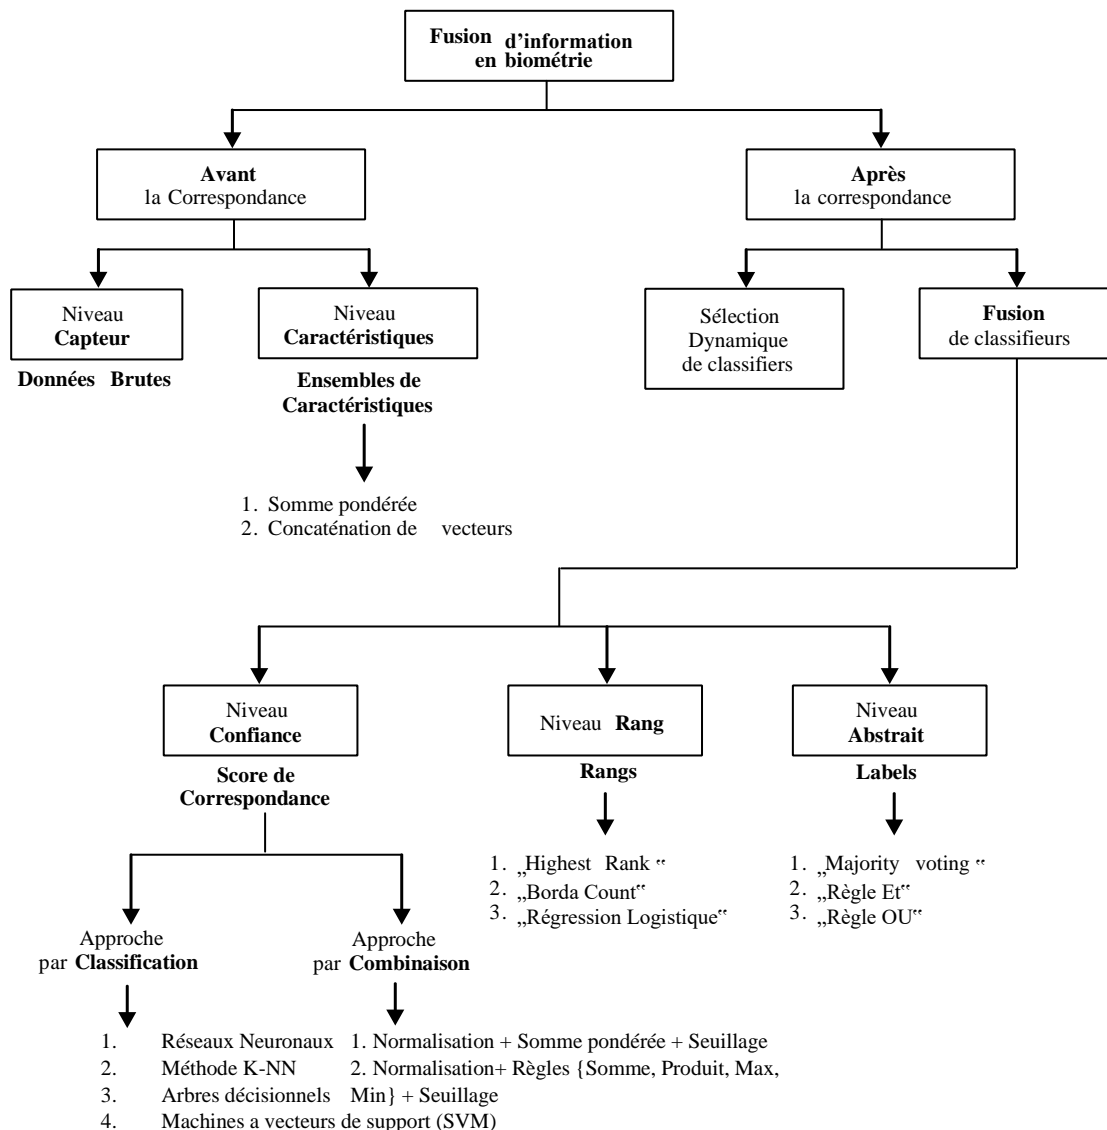 Fusion d'information
en biométrie
Avant
la Correspondance
Après
la correspondance
Niveau
Capteur
Données Brutes
Niveau
Caractéristiques
Ensembles de
Caractéristiques
1. Somme pondérée
2. Concaténation de vecteurs
Sélection
Dynamique
de classifiers
Fusion
de classifieurs
Niveau
Confiance
Score de
Correspondance
Niveau Rang
Rangs
1. „Highest Rank‟
2. „Borda Count‟
3. „Régression Logistique‟
Niveau
Abstrait
Labels
1. „Majority voting ‟
2. „Règle Et‟
3. „Règle OU‟
Approche
par Classification
1. Réseaux Neuronaux
2. Méthode K-NN
3. Arbres décisionnels
4. Machines a vecteurs de support (SVM)
Approche
par Combinaison
1. Normalisation + Somme pondérée + Seuillage
2. Normalisation+ Règles {Somme, Produit, Max,
Min} + Seuillage